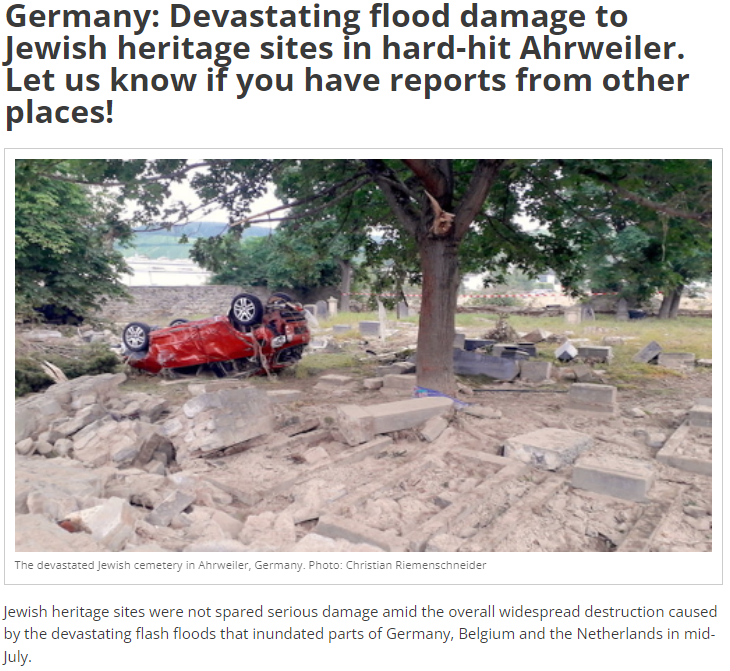 Germany: Devastating flood damage to
Jewish heritage sites in hard-hit Ahrweiler.
Let us know if you have reports from other
places!
The devastated Jewish cemetery in Ahrweiler, Germany. Photo: Christian Riemenschneider
Jewish heritage sites were not spared serious damage amid the overall widespread destruction caused
by the devastating flash floods that inundated parts of Germany, Belgium and the Netherlands in mid-
July.